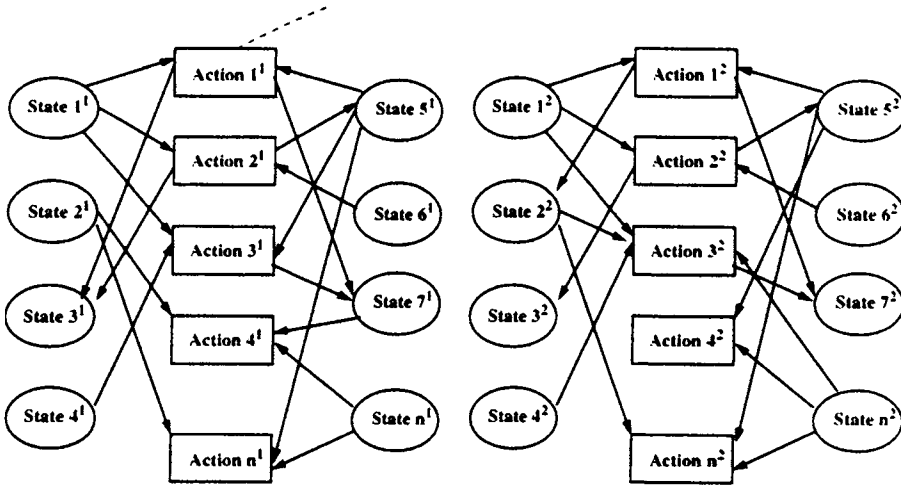 Action 1¹
State 1¹
State 5¹
Action 2¹
State 2¹
State 6¹
Action 3¹
State 3¹
State 7¹
Action 4¹
State 4¹
State n¹
Action n¹
Action 1²
State 1²
State 5²
Action 2²
State 2²
State 6²
Action 3²
State 3²
State 7²
Action 4²
State 4²
State n²
Action n²